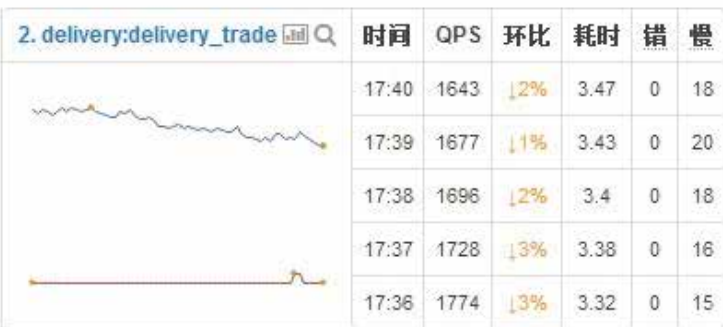 2. delivery:delivery_trade 时间 QPS 环比 耗时 错 慢
17:40 1643 ↓2% 3.47 0 18
17:39 1677 ↓1% 3.43 0 20
17:38 1696 ↓2% 3.4 0 18
17:37 1728 ↓3% 3.38 0 16
17:36 1774 ↓3% 3.32 0 15